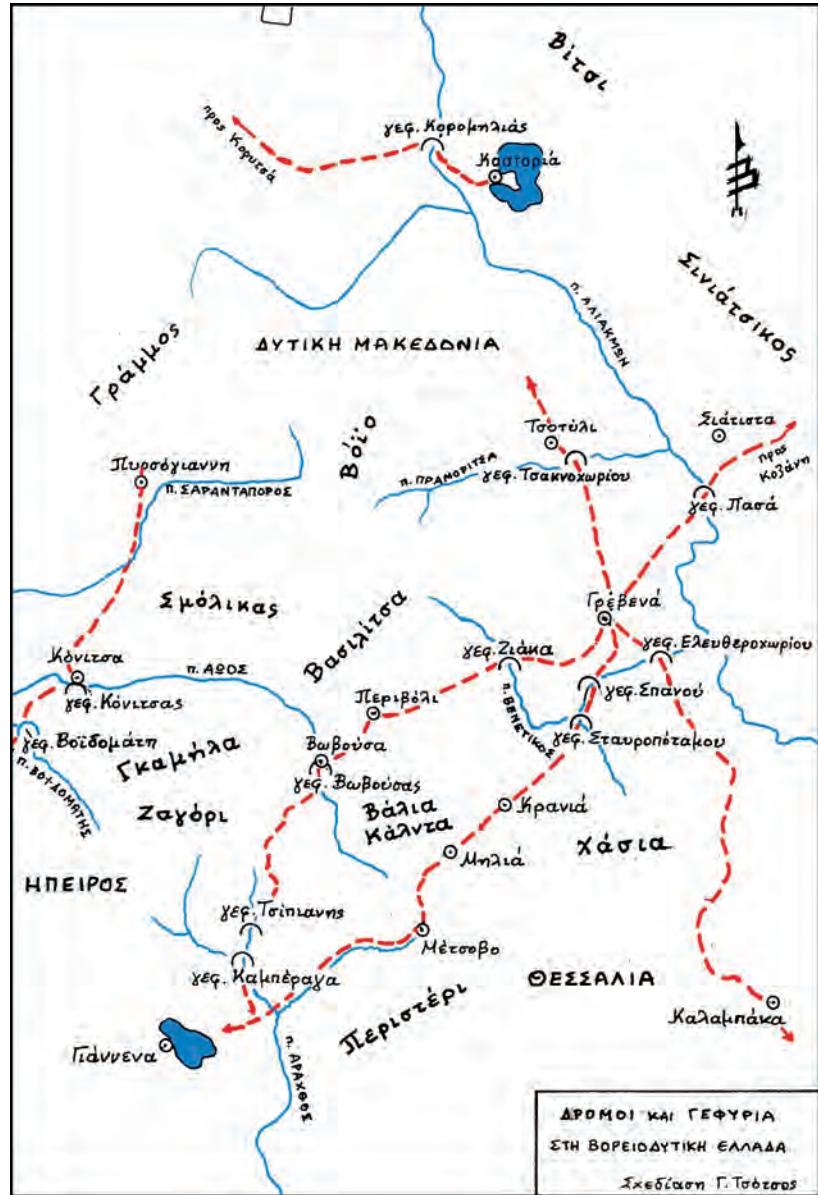 Βίτσι
προς Κορυτσά
γεφ. Κορομηλιάς
Καστοριά
Σινιάτσικος
π. ΑΛΙΑΚΜΩΝ
Γράμμος
ΔΥΤΙΚΗ ΜΑΚΕΔΟΝΙΑ
Βόϊο
Τσοτύλι
Σιάτιστα
προς Κοζάνη
Πυρσόγιαννη
π. ΣΑΡΑΝΤΑΠΟΡΟΣ
π. ΠΡΑΜΟΡΙΤΣΑ
γεφ. Τσακνοχωρίου
γεφ. Πασά
Σμόλικας
Βασιλίτσα
Γρεβενά
Κόνιτσα
π. ΑΩΟΣ
γεφ. Ζιάκα
γεφ. Ελευθεροχωρίου
γεφ. Κόνιτσας
Περιβόλι
π. ΒΕΝΕΤΙΚΟΣ
γεφ. Σπανού
γεφ. Βοϊδομάτη
Γκαμήλα
γεφ. Σταυροπόταμου
π. ΒΟΪΔΟΜΑΤΗΣ
Βωβούσα
γεφ. Βωβούσας
Ζαγόρι
Βάλια
Κάλντα
Κρανιά
Μηλιά
Χάσια
ΗΠΕΙΡΟΣ
γεφ. Τσίπιανης
Μέτσοβο
γεφ. Καμπέραγα
ΘΕΣΣΑΛΙΑ
Περιστέρι
Καλαμπάκα
Γιάννενα
π. ΑΡΑΧΘΟΣ
ΔΡΟΜΟΙ ΚΑΙ ΓΕΦΥΡΙΑ
ΣΤΗ ΒΟΡΕΙΟΔΥΤΙΚΗ ΕΛΛΑΔΑ
Σχεδίαση Γ. Τσότσος